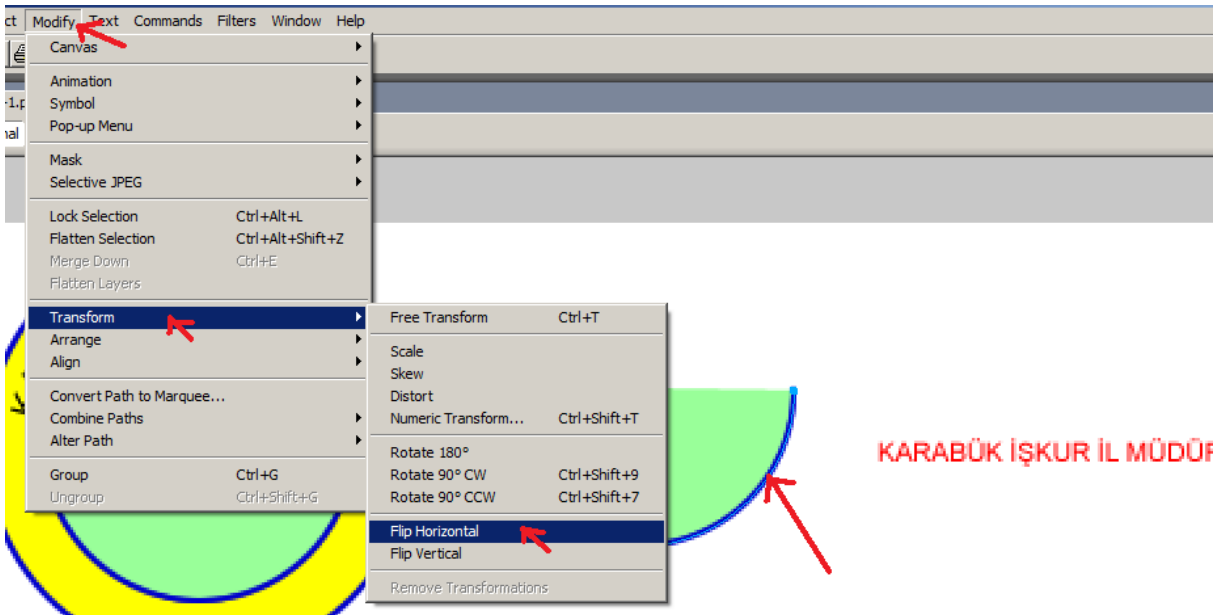 ct Modify Text Commands Filters Window Help
Canvas
Animation
-1.p
Symbol
nal
Pop-up Menu
Mask
Selective JPEG
Lock Selection Ctrl+Alt+L
Flatten Selection Ctrl+Alt+Shift+Z
Merge Down Ctrl+E
Flatten Layers
Transform
Arrange
Align
Convert Path to Marquee...
Combine Paths
Alter Path
Group Ctrl+G
Ungroup Ctrl+Shift+G
Free Transform Ctrl+T
Scale
Skew
Distort
Numeric Transform... Ctrl+Shift+T
Rotate 180°
Rotate 90° CW Ctrl+Shift+9
Rotate 90° CCW Ctrl+Shift+7
Flip Horizontal
Flip Vertical
Remove Transformations
KARABÜK İŞKUR İL MÜDÜR